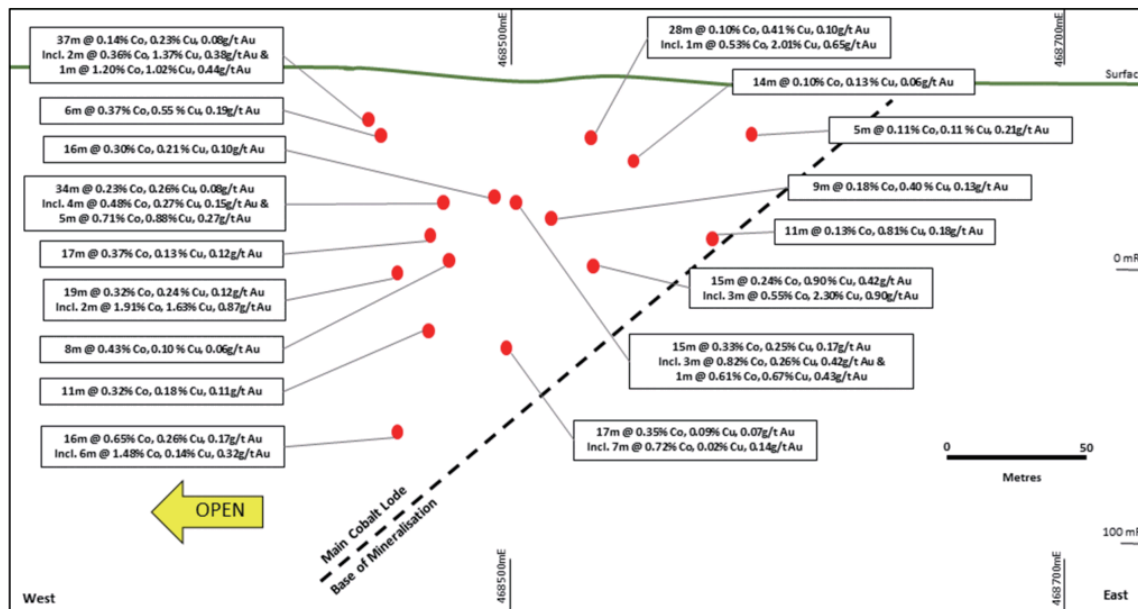 468500mE
468700mE
37m @ 0.14% Co, 0.23% Cu, 0.08g/t Au
Incl. 2m @ 0.36% Co, 1.37% Cu, 0.38g/t Au &
1m @ 1.20% Co, 1.02% Cu, 0.44g/t Au
28m @ 0.10% Co, 0.41 % Cu, 0.10g/t Au
Incl. 1m @ 0.53% Co, 2.01% Cu, 0.65g/t Au
Surfac
14m @ 0.10% Co, 0.13% Cu, 0.06g/t Au
6m @ 0.37% Co, 0.55 % Cu, 0.19g/t Au
5m @ 0.11% Co, 0.11 % Cu, 0.21g/t Au
16m @ 0.30% Co, 0.21 % Cu, 0.10g/t Au
34m @ 0.23% Co, 0.26% Cu, 0.08g/t Au
Incl. 4m @ 0.48% Co, 0.27% Cu, 0.15g/t Au &
5m @ 0.71% Co, 0.88% Cu, 0.27g/t Au
9m @ 0.18% Co, 0.40 % Cu, 0.13g/t Au
11m @ 0.13% Co, 0.81% Cu, 0.18g/t Au
17m @ 0.37% Co, 0.13% Cu, 0.12g/t Au
0 mR
19m @ 0.32% Co, 0.24 % Cu, 0.12g/t Au
Incl. 2m @ 1.91% Co, 1.63% Cu, 0.87g/t Au
15m @ 0.24% Co, 0.90% Cu, 0.42g/t Au
Incl. 3m @ 0.55% Co, 2.30% Cu, 0.90g/t Au
8m @ 0.43% Co, 0.10 % Cu, 0.06g/t Au
15m @ 0.33% Co, 0.25% Cu, 0.17g/t Au
Incl. 3m @ 0.82% Co, 0.26% Cu, 0.42g/t Au &
1m @ 0.61% Co, 0.67% Cu, 0.43g/t Au
11m @ 0.32% Co, 0.18% Cu, 0.11g/t Au
16m @ 0.65% Co, 0.26% Cu, 0.17g/t Au
Incl. 6m @ 1.48% Co, 0.14% Cu, 0.32g/t Au
17m @ 0.35% Co, 0.09% Cu, 0.07g/t Au
Incl. 7m @ 0.72% Co, 0.02% Cu, 0.14g/t Au
0 50
Metres
OPEN
Main Cobalt Lode
Base of Mineralisation
100 mR
468500mE
468700mE
West
East